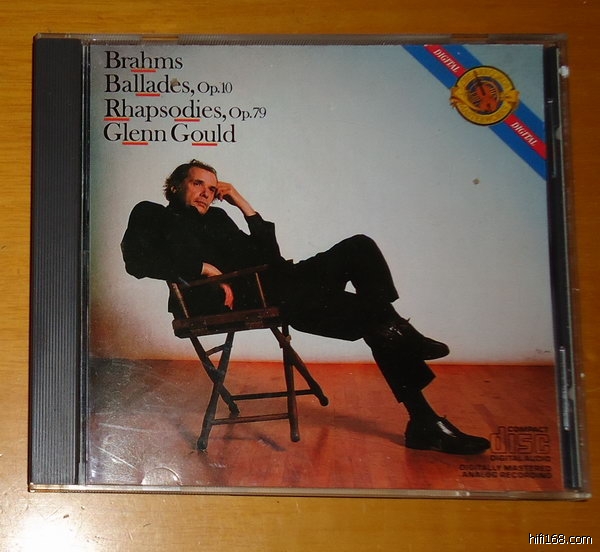 Brahms
Ballades, Op.10
Rhapsodies, Op.79
Glenn Gould
DIGITAL
DIGITAL
COMPACT
disc
DIGITAL AUDIO
DIGITALLY MASTERED
ANALOG RECORDING
hifi168.com